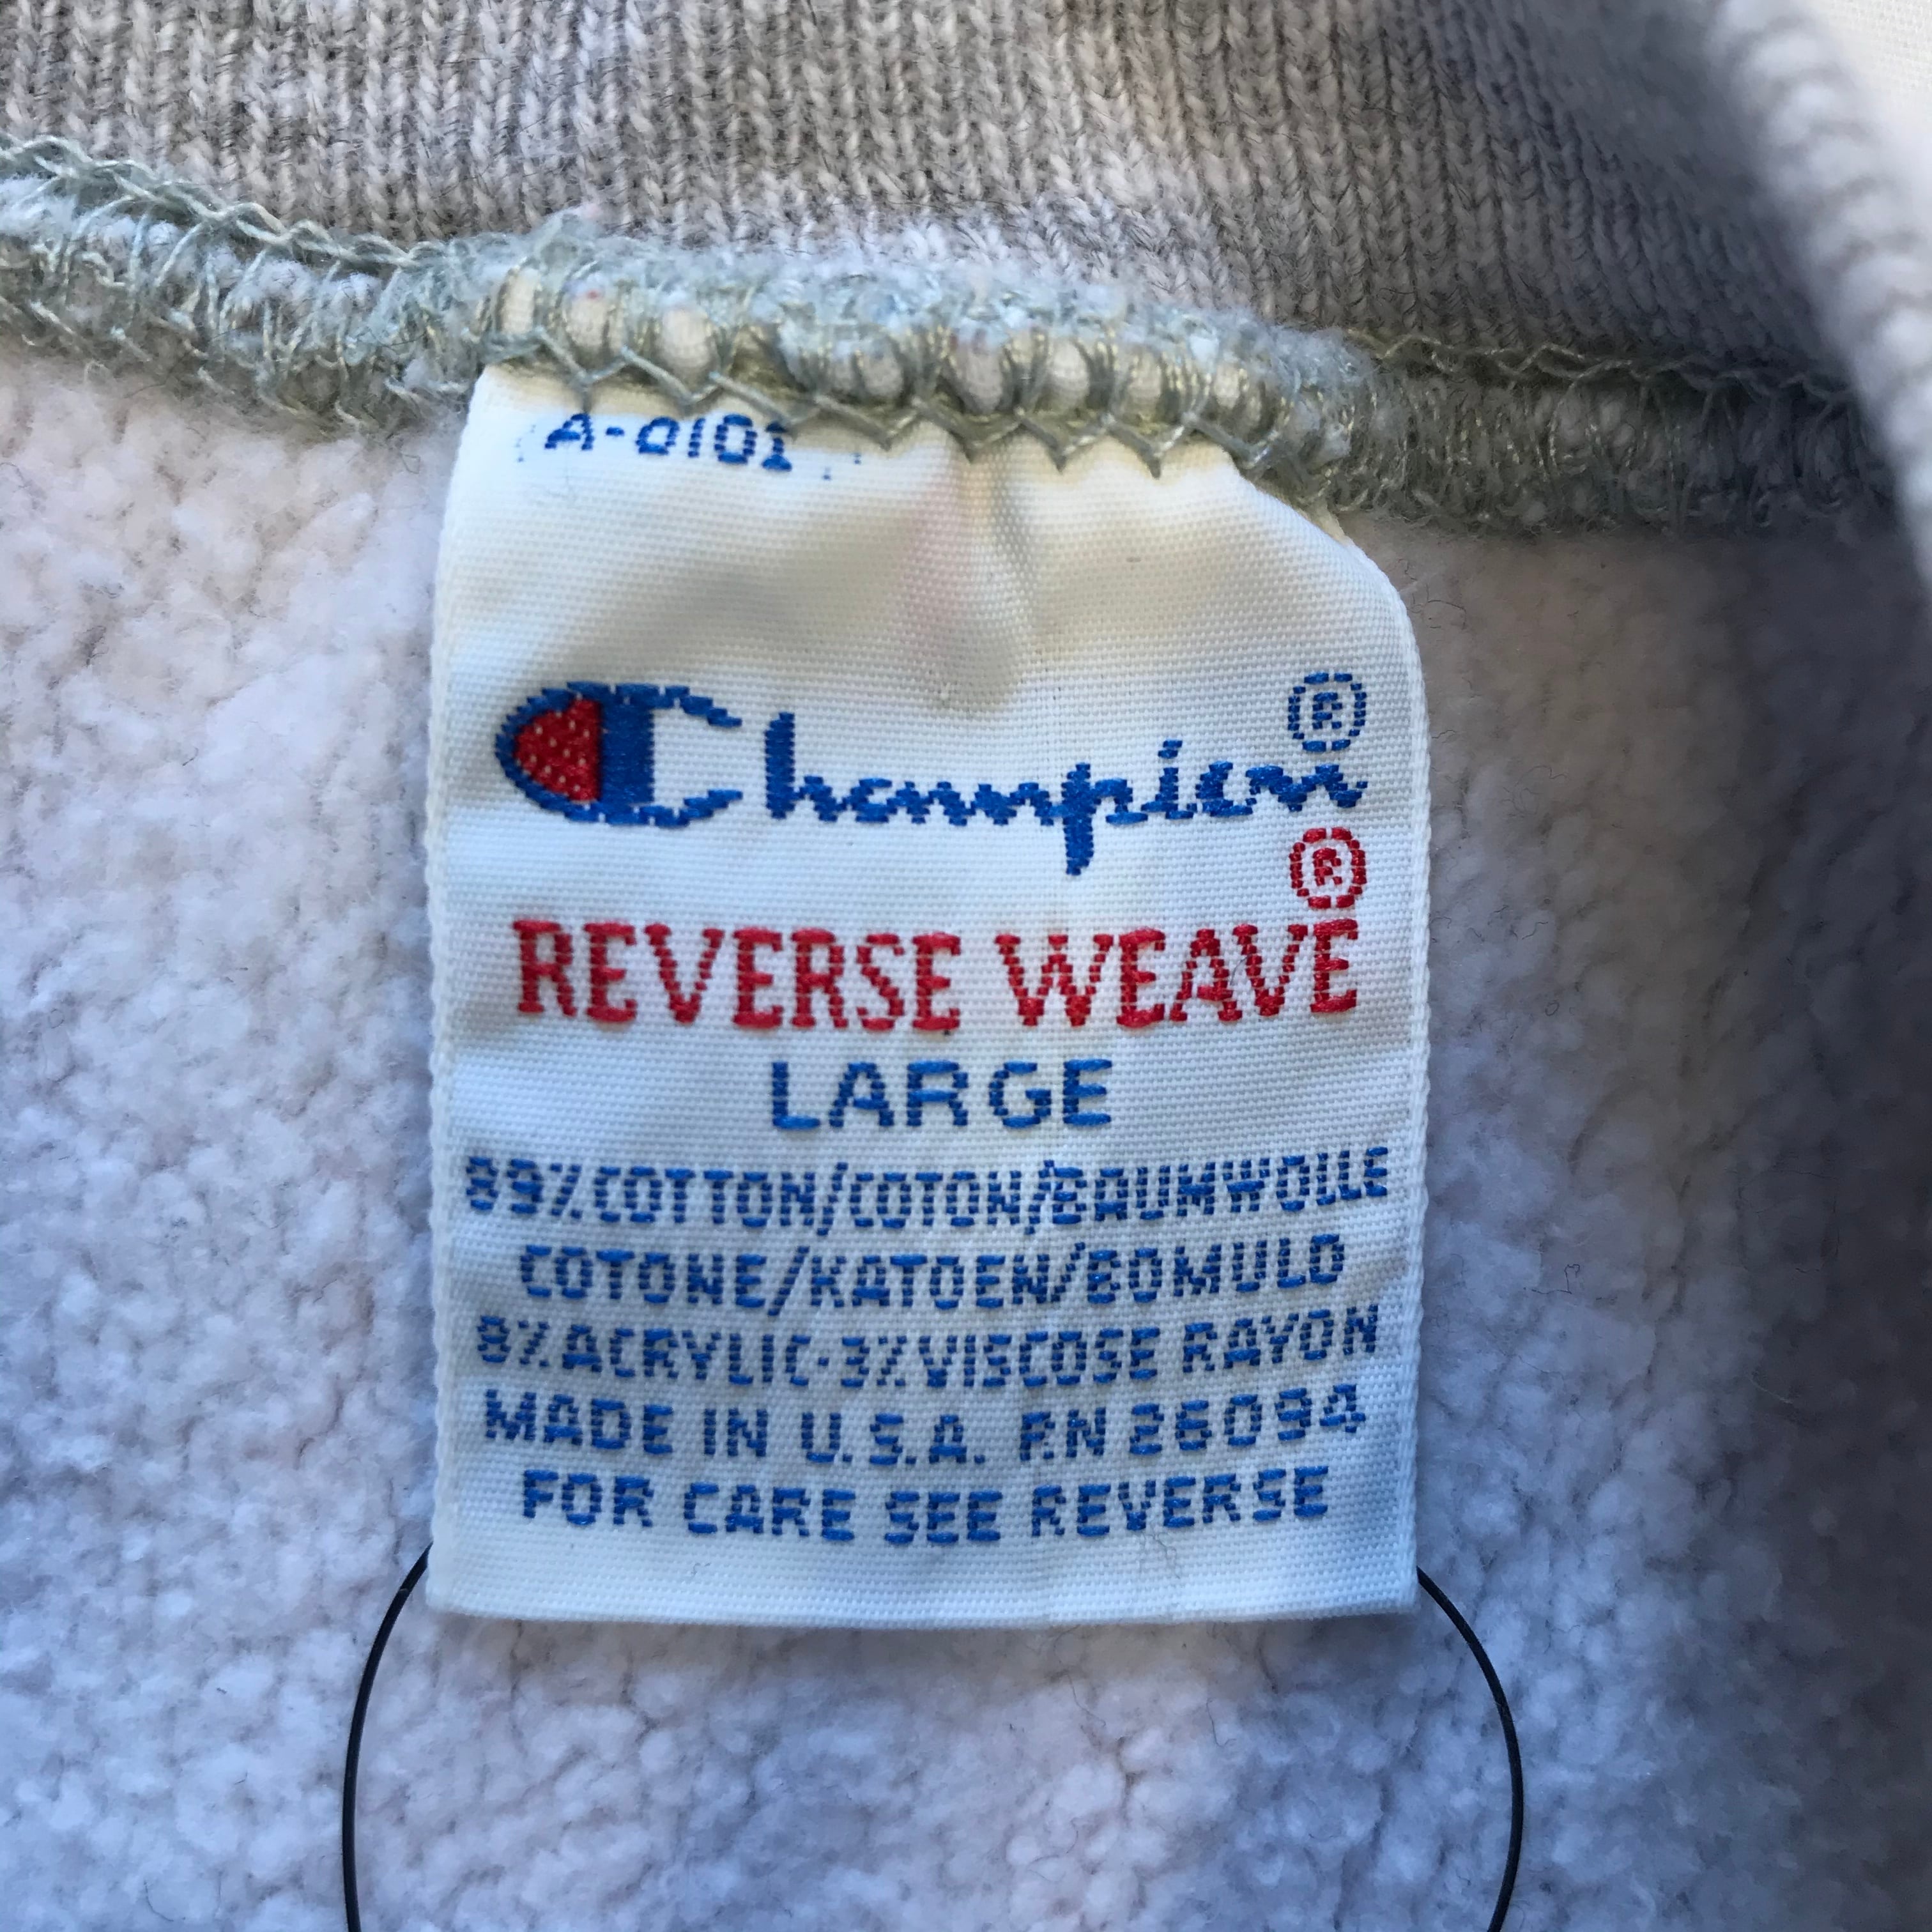 A-0101
Champion®
®
REVERSE WEAVE
LARGE
89% COTTON/COTON/BAUMWOLLE
COTONE/KATOEN/BOMULD
8% ACRYLIC·3% VISCOSE RAYON
MADE IN U.S.A. RN 26094
FOR CARE SEE REVERSE